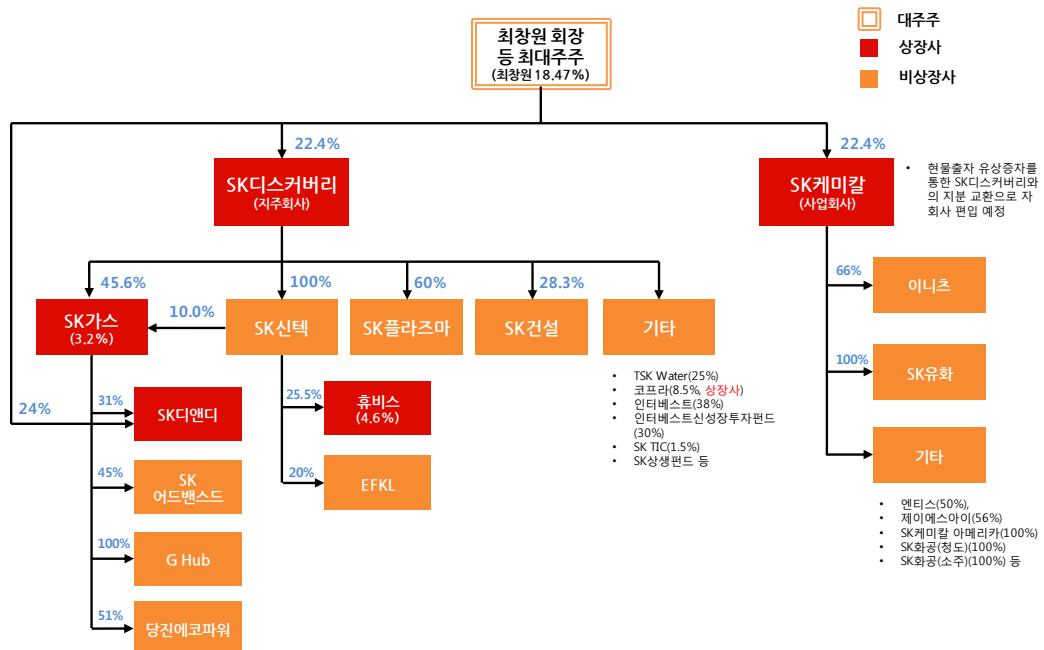 대주주
상장사
비상장사
최창원 회장
등 최대주주
(최창원 18.47%)
22.4%
22.4%
SK디스커버리
(지주회사)
SK케미칼
(사업회사)
• 현물출자 유상증자를
통한 SK디스커버리와
의 지분 교환으로 자
회사 편입 예정
45.6%
100%
60%
28.3%
SK가스
(3.2%)
10.0%
SK신텍
SK플라즈마
SK건설
기타
66%
이니츠
100%
SK유화
기타
• 엔티스(50%),
• 제이에스아이(56%)
• SK케미칼 아메리카(100%)
• SK화공(청도)(100%)
• SK화공(소주)(100%) 등
• TSK Water(25%)
• 코프라(8.5%, 상장사)
• 인터베스트(38%)
• 인터베스트신성장투자펀드
(30%)
• SK TIC(1.5%)
• SK상생펀드 등
25.5%
휴비스
(4.6%)
20%
EFKL
24%
31%
SK디앤디
45%
SK
어드밴스드
100%
G Hub
51%
당진에코파워